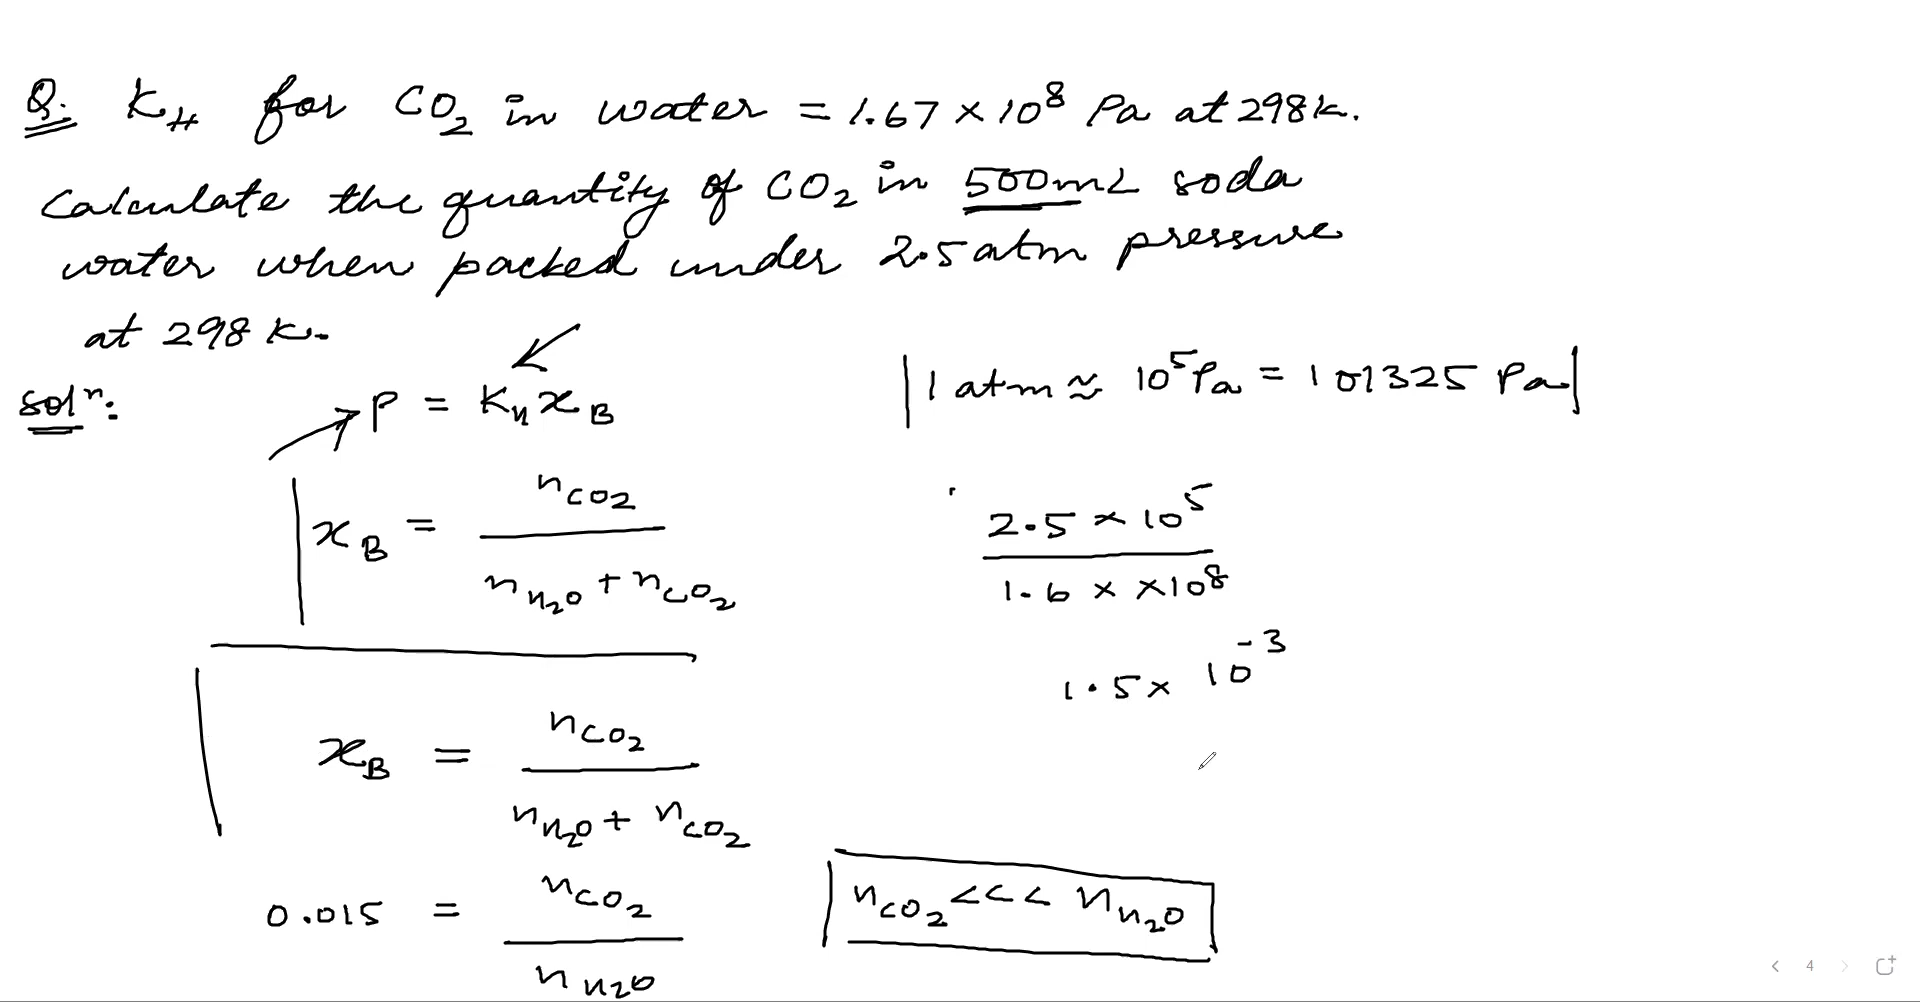 Q. K_H for CO₂ in water = 1.67 × 10⁸ Pa at 298K.
Calculate the quantity of CO₂ in 500mL soda
water when packed under 2.5 atm pressure
at 298 K.
solⁿ: P = K_H x_B
| 1 atm ≈ 10⁵ Pa = 101325 Pa |
x_B = n_CO₂ / (n_H₂O + n_CO₂)
2.5 × 10⁵ / 1.6 × ×10⁸
1.5 × 10⁻³
x_B = n_CO₂ / (n_H₂O + n_CO₂)
0.015 = n_CO₂ / n_H₂O
n_CO₂ <<< n_H₂O
4